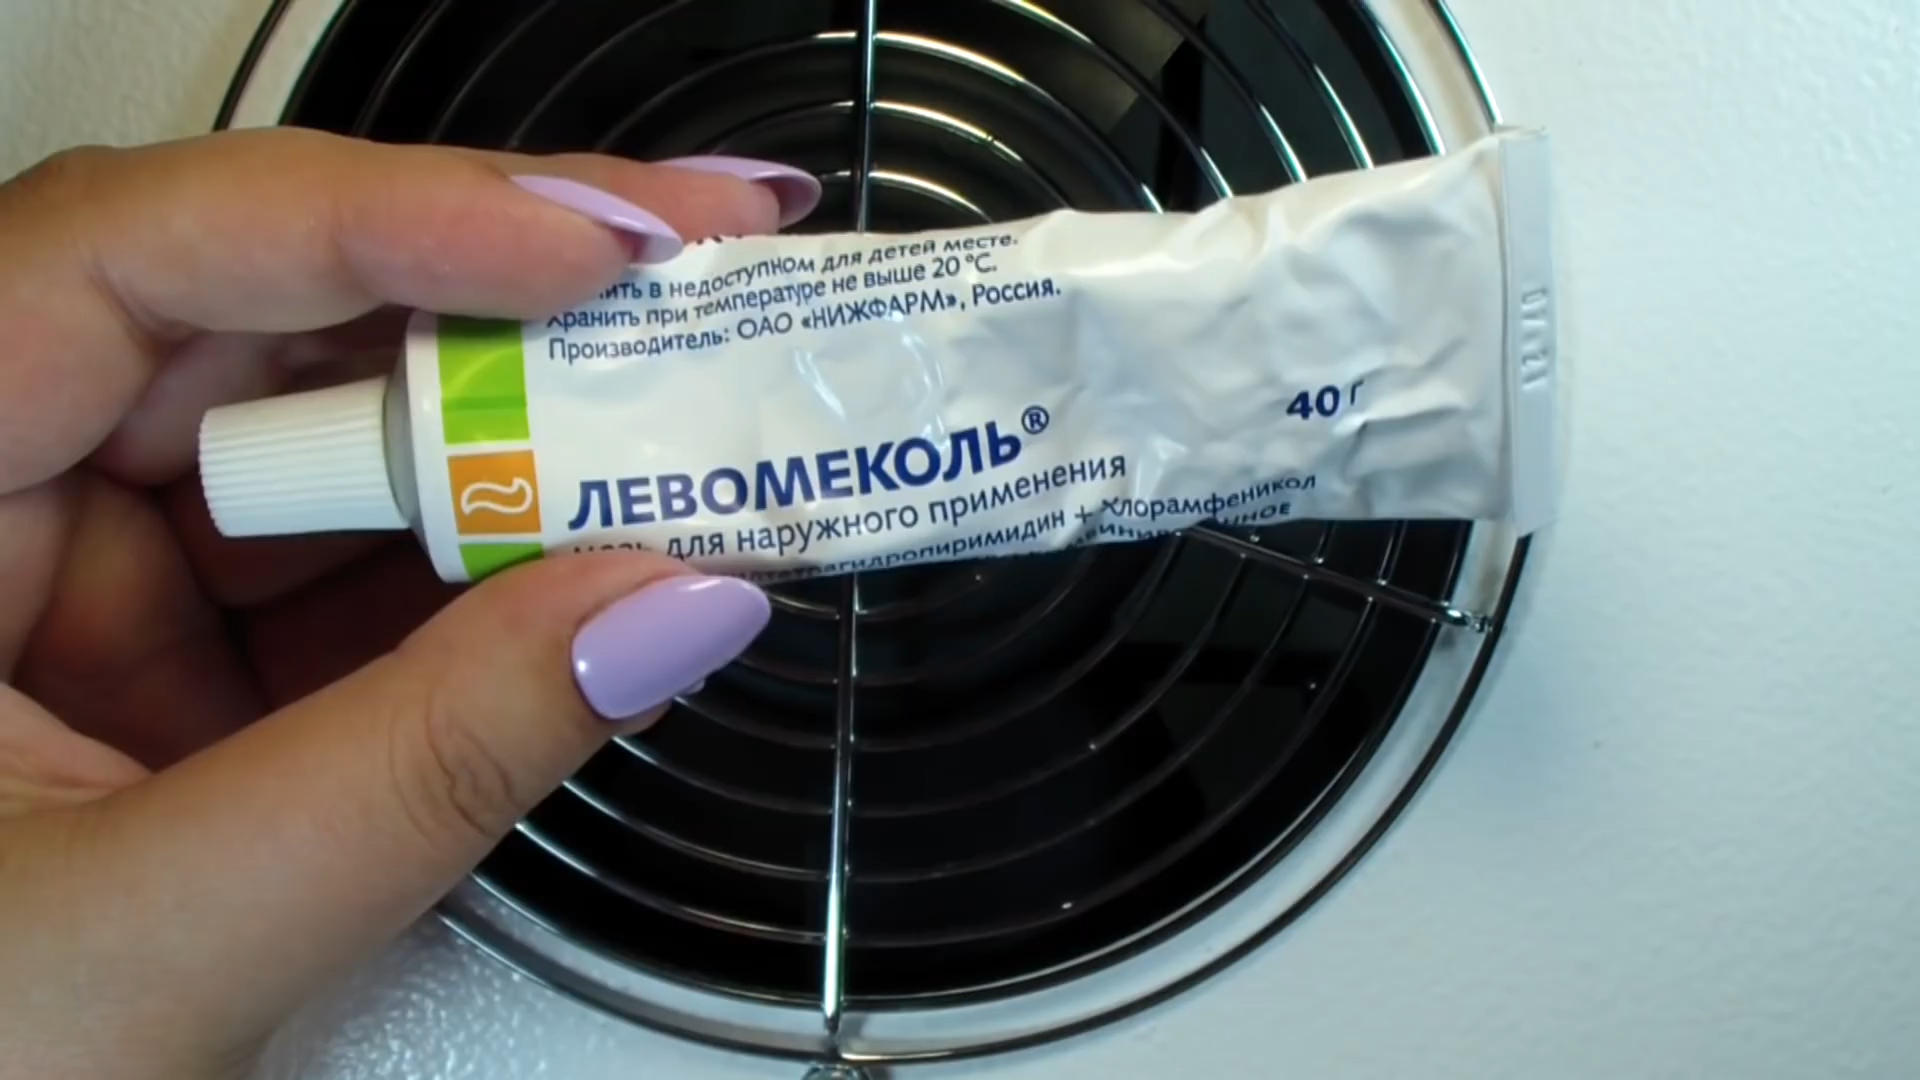 в недоступном для детей месте.
Хранить при температуре не выше 20 °C.
Производитель: ОАО «НИЖФАРМ», Россия.
40 г
ЛЕВОМЕКОЛЬ®
мазь для наружного применения
+ хлорамфеникол